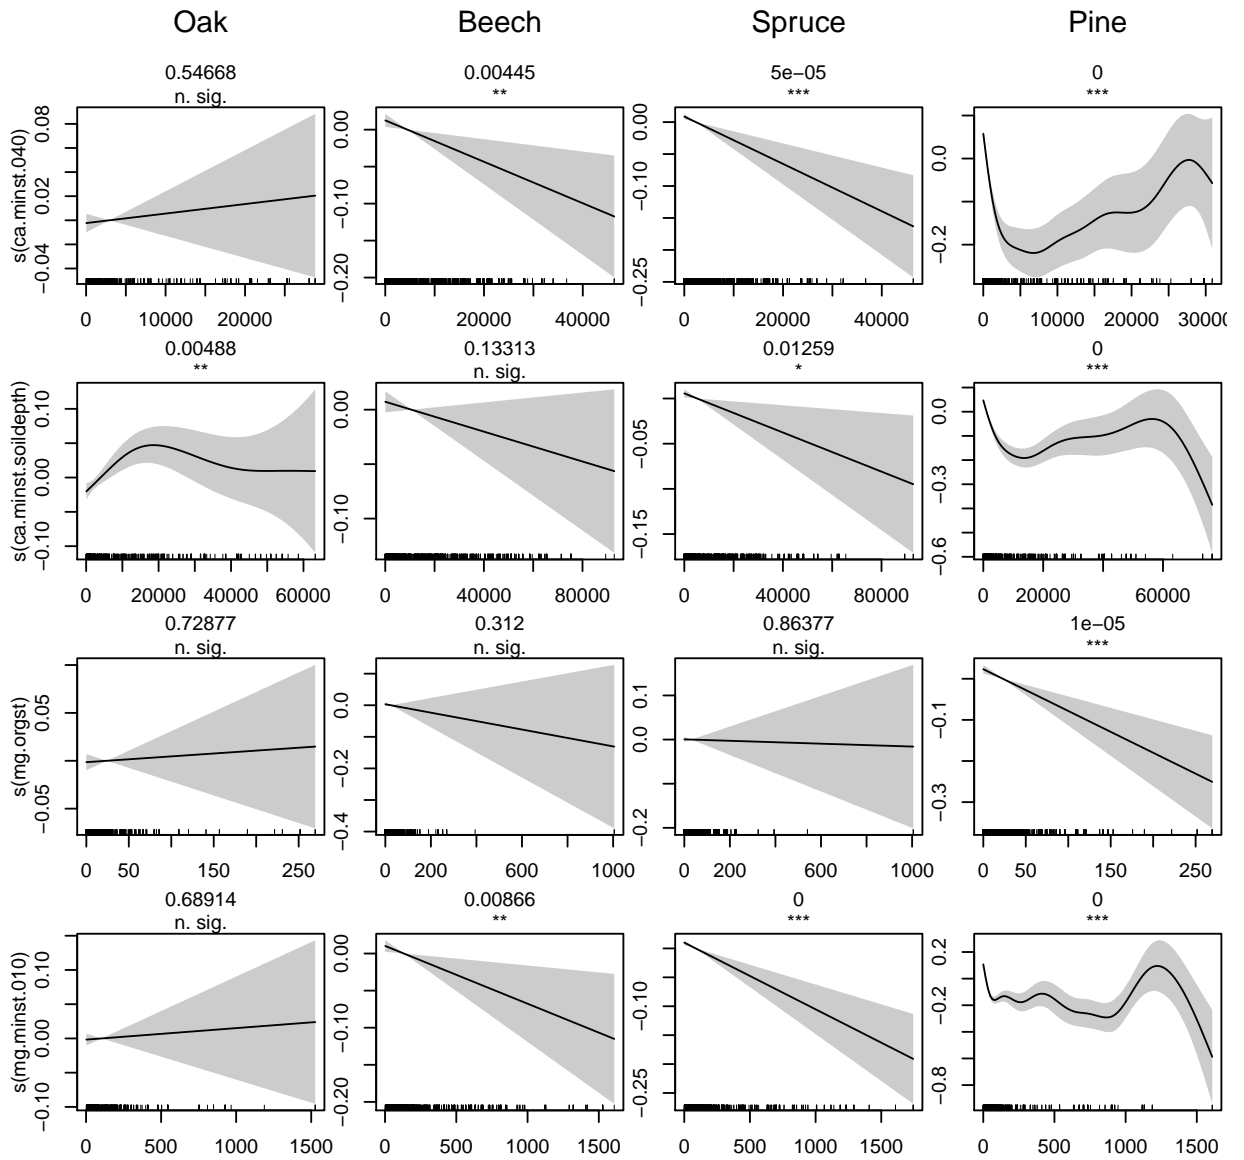 Oak Beech Spruce Pine
0.54668 0.00445 5e−05 0
n. sig. ** *** ***
s(ca.minst.040)
−0.04 0.02 0.08
0 10000 20000
−0.20 −0.10 0.00
0 20000 40000
−0.25 −0.10 0.00
0 20000 40000
−0.2 0.0
0 10000 20000 3000
0.00488 0.13313 0.01259 0
** n. sig. * ***
s(ca.minst.soildepth)
−0.10 0.00 0.10
0 20000 40000 60000
−0.10 0.00
0 40000 80000
−0.15 −0.05
0 40000 80000
−0.6 −0.3 0.0
0 20000 60000
0.72877 0.312 0.86377 1e−05
n. sig. n. sig. n. sig. ***
s(mg.orgst)
−0.05 0.05
0 50 150 250
−0.4 −0.2 0.0
0 200 600 1000
−0.2 0.0 0.1
0 200 600 1000
−0.3 −0.1
0 50 150 250
0.68914 0.00866 0 0
n. sig. ** *** ***
s(mg.minst.010)
−0.10 0.00 0.10
0 500 1000 1500
−0.20 −0.10 0.00
0 500 1000 1500
−0.25 −0.10
0 500 1000 1500
−0.8 −0.2 0.2
0 500 1000 1500